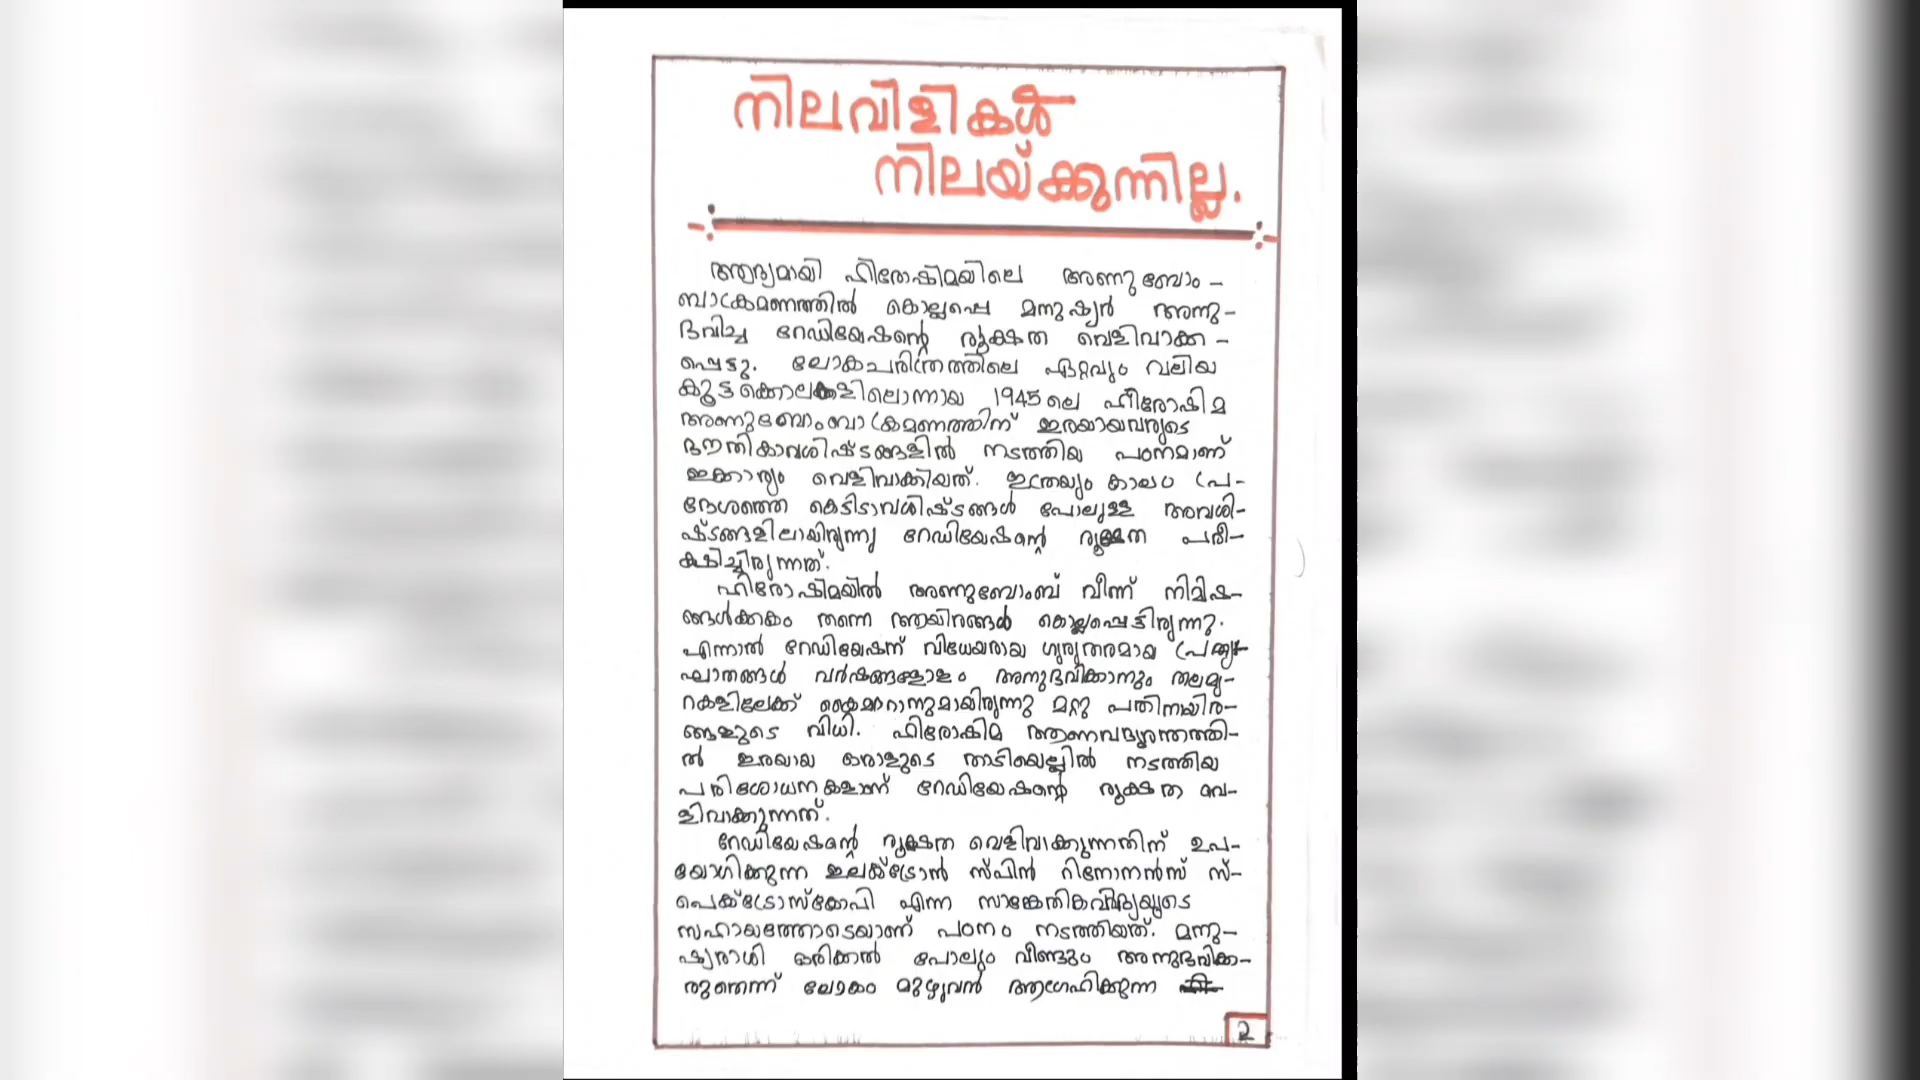 നിലവിളികൾ
നിലയ്ക്കുന്നില്ല.
ആദ്യമായി ഹിരോഷിമയിലെ അണുബോം-
ബാക്രമണത്തിൽ കൊല്ലപ്പെ മനുഷ്യർ അനു-
ഭവിച്ച റേഡിയേഷന്റെ രൂക്ഷത വെളിവാക്ക-
പ്പെട്ടു. ലോകചരിത്രത്തിലെ ഏറ്റവും വലിയ
കൂട്ടക്കൊലകളിലൊന്നായ 1945 ലെ ഹിരോഷിമ
അണുബോംബാക്രമണത്തിന് ഇരയായവരുടെ
ഭൗതികാവശിഷ്ടങ്ങളിൽ നടത്തിയ പഠനമാണ്
ഇക്കാര്യം വെളിവാക്കിയത്. ഇത്രയും കാലം പ്ര-
ദേശത്തെ കെട്ടിടാവശിഷ്ടങ്ങൾ പോലുള്ള അവശി-
ഷ്ടങ്ങളിലായിരുന്നു റേഡിയേഷന്റെ രൂക്ഷത പരീ-
ക്ഷിച്ചിരുന്നത്.
ഹിരോഷിമയിൽ അണുബോംബ് വീണ് നിമിഷ-
ങ്ങൾക്കകം തന്നെ ആയിരങ്ങൾ കൊല്ലപ്പെട്ടിരുന്നു.
എന്നാൽ റേഡിയേഷന് വിധേയരായ ഗുരുതരമായ പ്രത്യാ-
ഘാതങ്ങൾ വർഷങ്ങളോളം അനുഭവിക്കാനും തലമു-
റകളിലേക്ക് കൈമാറാനുമായിരുന്നു മറ്റു പതിനായിര-
ങ്ങളുടെ വിധി. ഹിരോഷിമ ആണവദുരന്തത്തി-
ൽ ഇരയായ ഒരാളുടെ താടിയെല്ലിൽ നടത്തിയ
പരിശോധനകളാണ് റേഡിയേഷന്റെ രൂക്ഷത വെ-
ളിവാക്കുന്നത്.
റേഡിയേഷന്റെ രൂക്ഷത വെളിവാക്കുന്നതിന് ഉപ-
യോഗിക്കുന്ന ഇലക്ട്രോൺ സ്പിൻ റിനോനൻസ് സ്-
പെക്ട്രോസ്കോപി എന്ന സാങ്കേതികവിദ്യയുടെ
സഹായത്തോടെയാണ് പഠനം നടത്തിയത്. മനു-
ഷ്യരാശി ഒരിക്കൽ പോലും വീണ്ടും അനുഭവിക്ക-
രുതെന്ന് ലോകം മുഴുവൻ ആഗ്രഹിക്കുന്ന
2